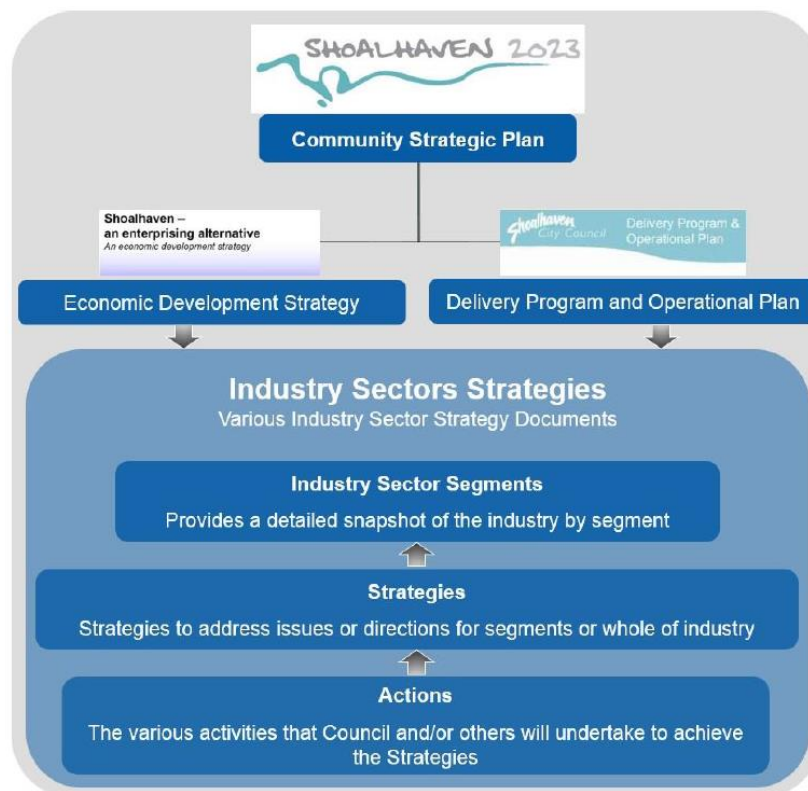 SHOALHAVEN 2023
Community Strategic Plan
Shoalhaven –
an enterprising alternative
An economic development strategy
Shoalhaven
City Council
Delivery Program &
Operational Plan
Economic Development Strategy
Delivery Program and Operational Plan
Industry Sectors Strategies
Various Industry Sector Strategy Documents
Industry Sector Segments
Provides a detailed snapshot of the industry by segment
Strategies
Strategies to address issues or directions for segments or whole of industry
Actions
The various activities that Council and/or others will undertake to achieve
the Strategies